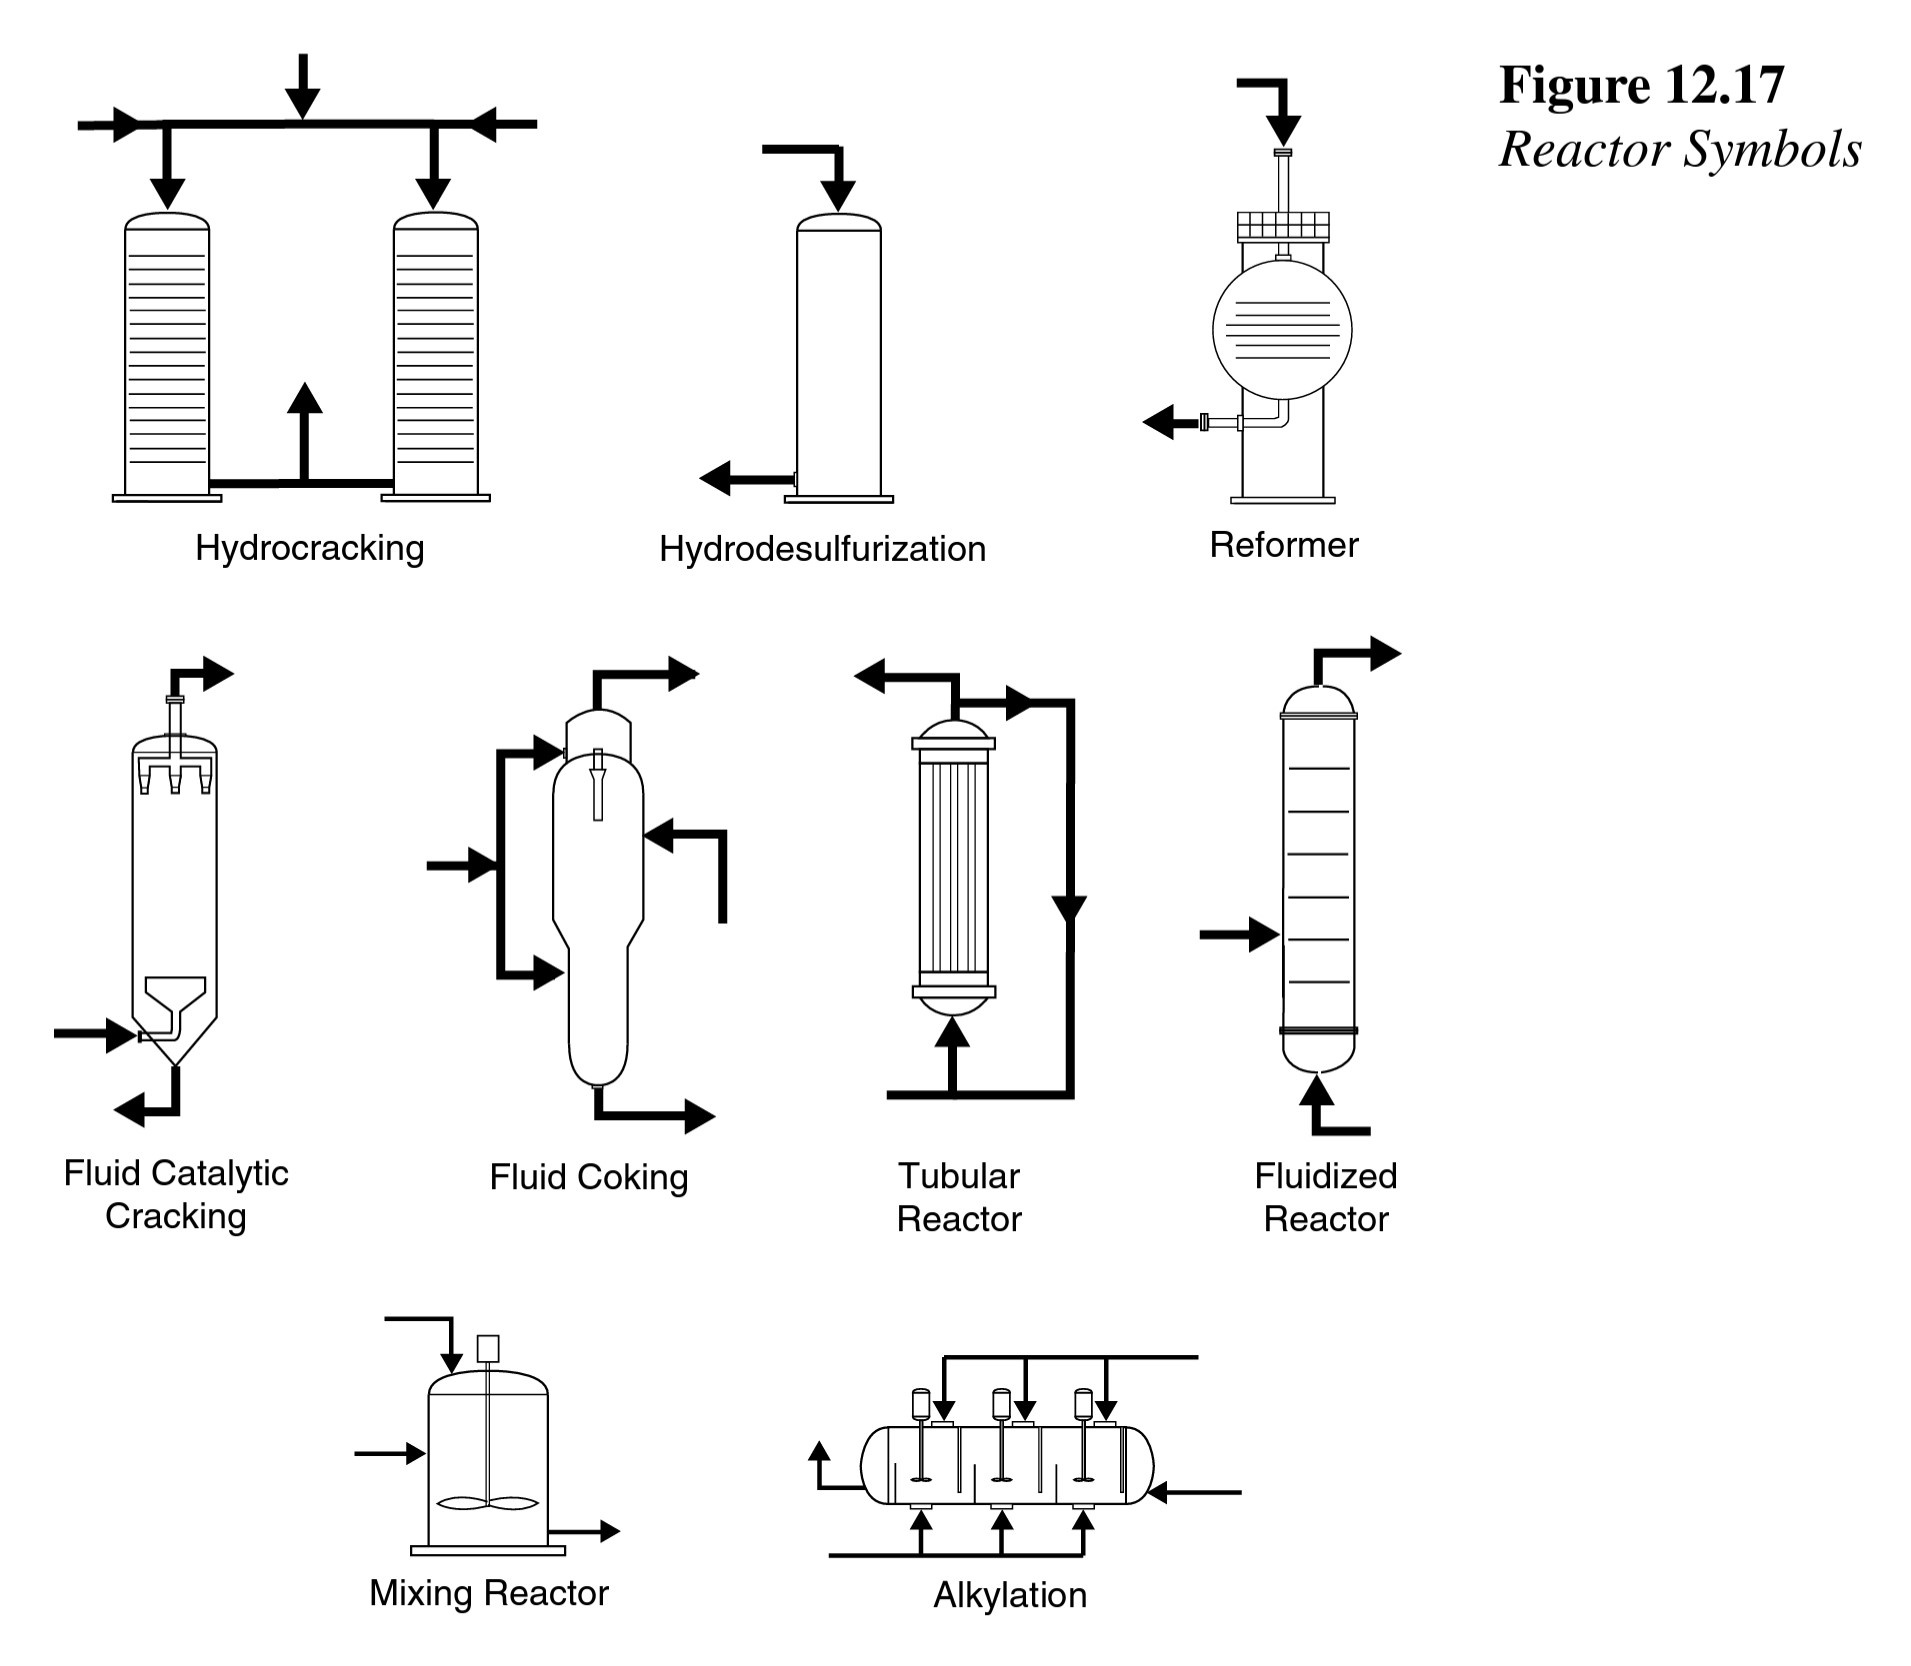 Figure 12.17
Reactor Symbols
Hydrocracking
Hydrodesulfurization
Reformer
Fluid Catalytic
Cracking
Fluid Coking
Tubular
Reactor
Fluidized
Reactor
Mixing Reactor
Alkylation